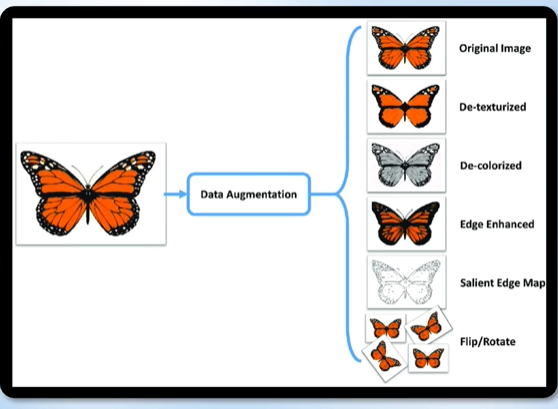 Original Image
De-texturized
De-colorized
Data Augmentation
Edge Enhanced
Salient Edge Map
Flip/Rotate